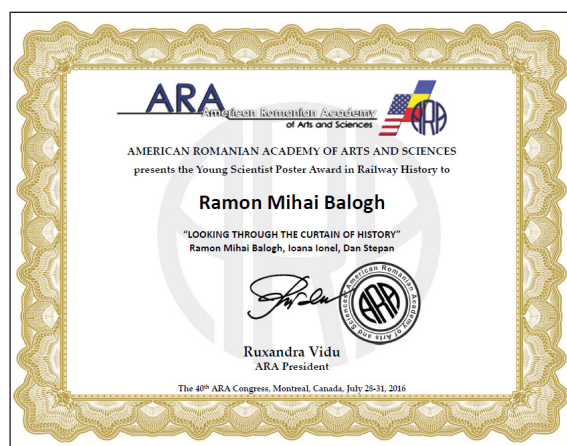 ARA
American Romanian Academy
of Arts and Sciences
ARA
AMERICAN ROMANIAN ACADEMY OF ARTS AND SCIENCES
presents the Young Scientist Poster Award in Railway History to
Ramon Mihai Balogh
“LOOKING THROUGH THE CURTAIN OF HISTORY”
Ramon Mihai Balogh, Ioana Ionel, Dan Stepan
American Romanian Academy of Arts and Sciences
ARA
Ruxandra Vidu
ARA President
The 40th ARA Congress, Montreal, Canada, July 28-31, 2016